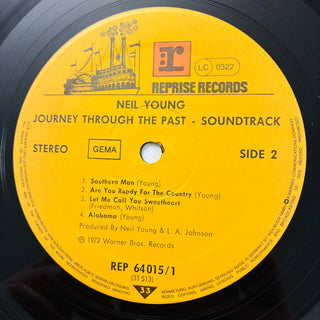 r
LC 0322
REPRISE RECORDS
NEIL YOUNG
JOURNEY THROUGH THE PAST - SOUNDTRACK
STEREO
GEMA
SIDE 2
1. Southern Man (Young)
2. Are You Ready For The Country (Young)
3. Let Me Call You Sweetheart
(Friedman, Whitson)
4. Alabama (Young)
Produced by Neil Young & L. A. Johnson
℗ 1972 Warner Bros. Records
REP 64015/1
(31 513)
33